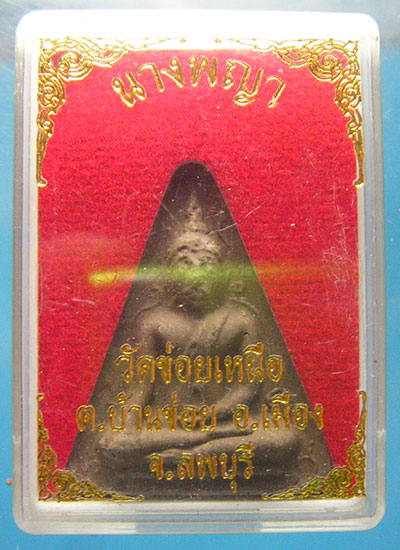 นางพญา
วัดข่อยเหนือ
ต.บ้านข่อย อ.เมือง
จ.ลพบุรี